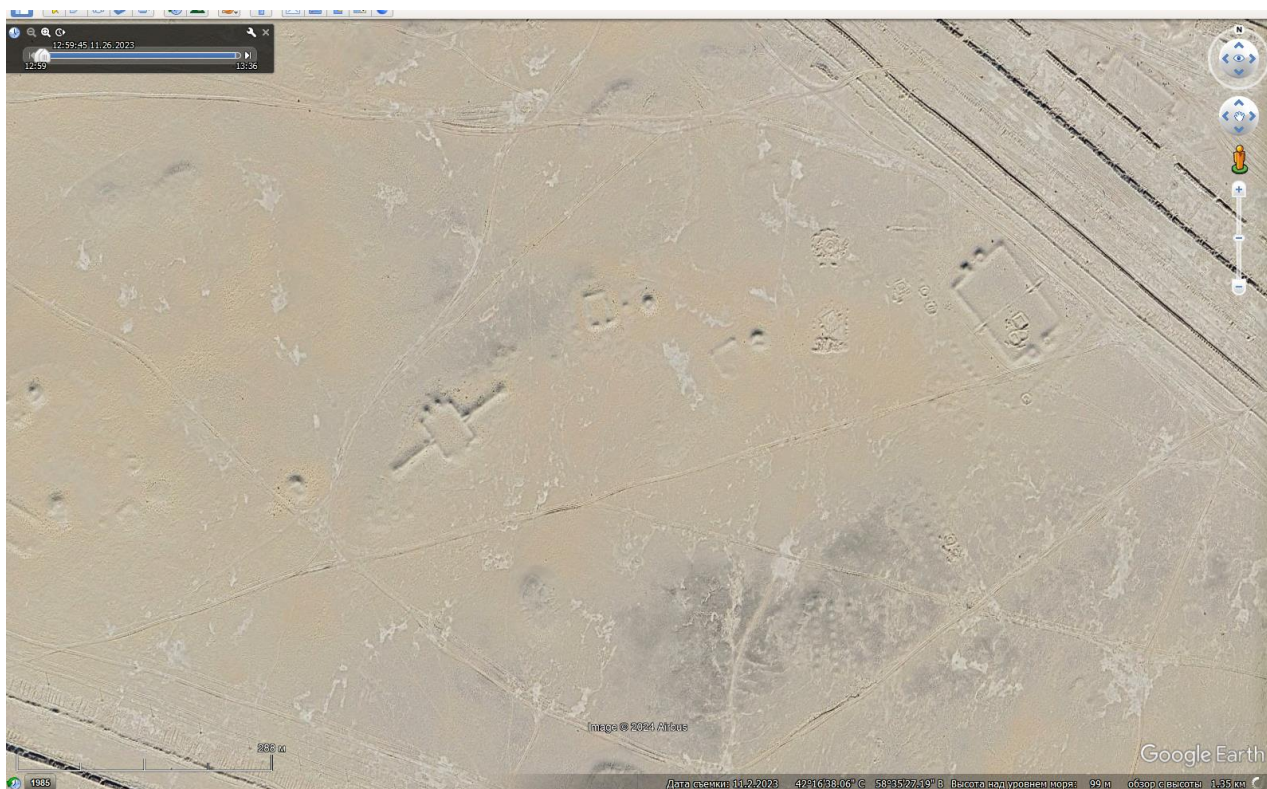 12:59:45 11.26.2023
12:59 13:36
N
Image © 2024 Airbus
288 м
Google Earth
1985 Дата съемки: 11.2.2023 42°16'38.06" С 58°35'27.19" В Высота над уровнем моря: 99 м обзор с высоты 1.35 км